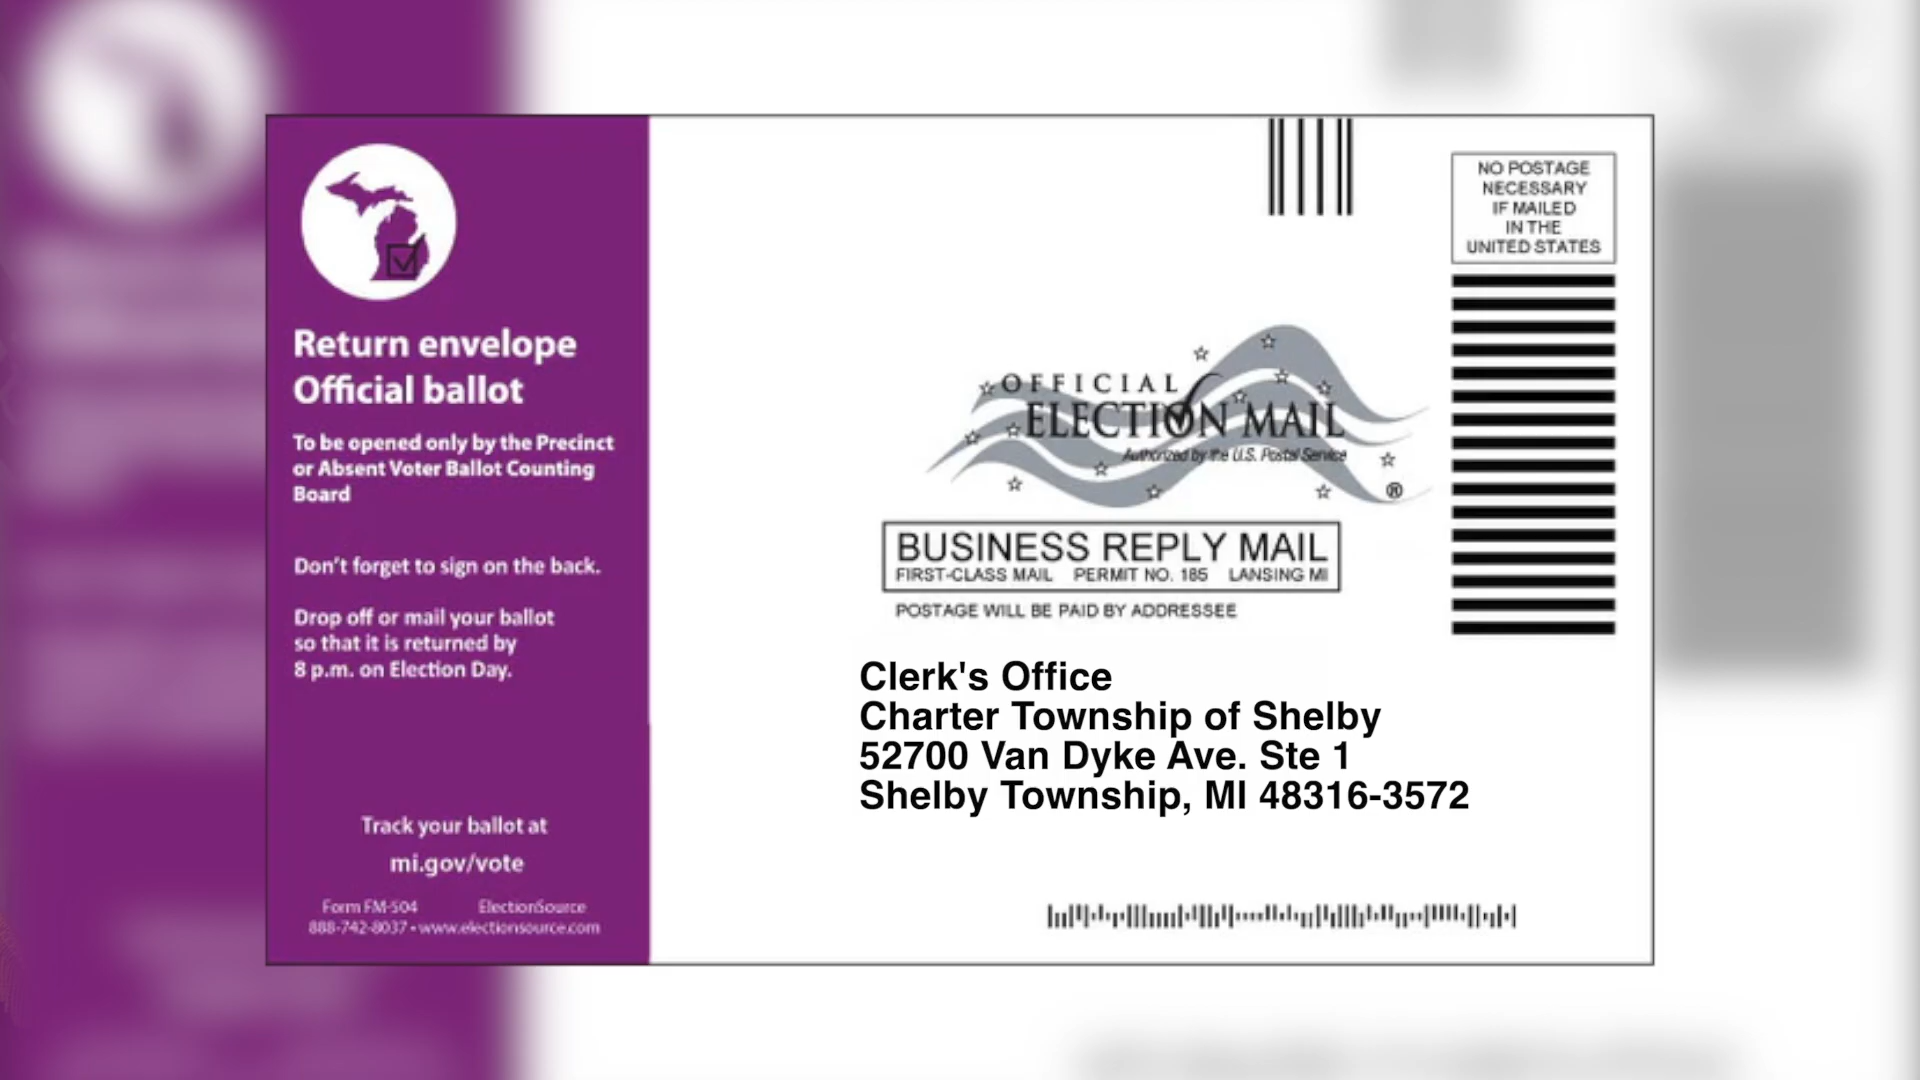 Return envelope
Official ballot
To be opened only by the Precinct
or Absent Voter Ballot Counting
Board
Don't forget to sign on the back.
Drop off or mail your ballot
so that it is returned by
8 p.m. on Election Day.
Track your ballot at
mi.gov/vote
Form FM-504 ElectionSource
888-742-8037 • www.electionsource.com
NO POSTAGE
NECESSARY
IF MAILED
IN THE
UNITED STATES
OFFICIAL
ELECTION MAIL
Authorized by the U.S. Postal Service
®
BUSINESS REPLY MAIL
FIRST-CLASS MAIL PERMIT NO. 185 LANSING MI
POSTAGE WILL BE PAID BY ADDRESSEE
Clerk's Office
Charter Township of Shelby
52700 Van Dyke Ave. Ste 1
Shelby Township, MI 48316-3572